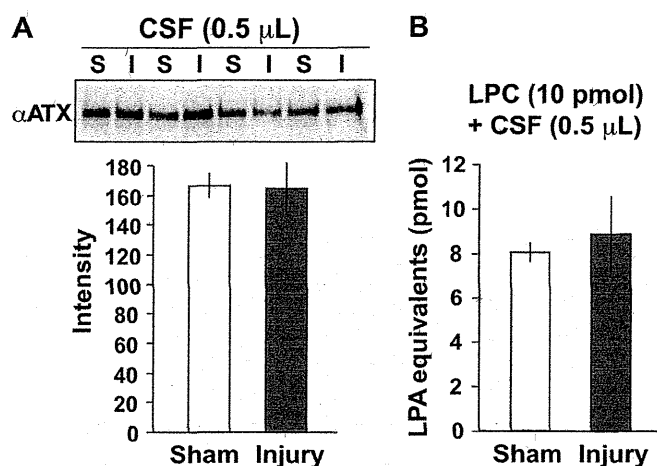 A
CSF (0.5 μL)
S I S I S I S I
αATX
180
160
140
120
100
80
60
40
20
0
Intensity
Sham Injury
B
LPC (10 pmol)
+ CSF (0.5 μL)
12
10
8
6
4
2
0
LPA equivalents (pmol)
Sham Injury